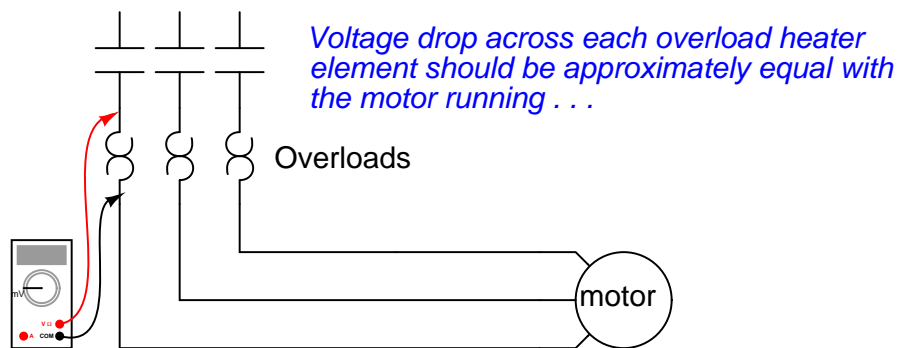 Voltage drop across each overload heater
element should be approximately equal with
the motor running . . .
Overloads
motor
mV
V Ω
A COM